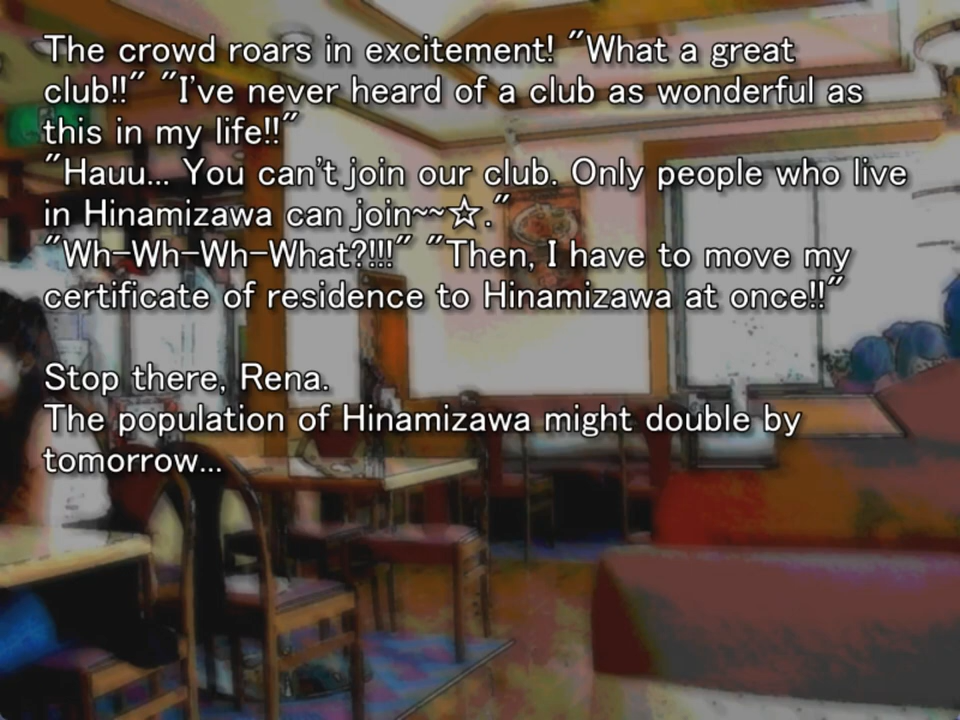 The crowd roars in excitement! "What a great
club!!" "I've never heard of a club as wonderful as
this in my life!!"
"Hauu... You can't join our club. Only people who live
in Hinamizawa can join~~☆."
"Wh-Wh-Wh-What?!!!" "Then, I have to move my
certificate of residence to Hinamizawa at once!!"
Stop there, Rena.
The population of Hinamizawa might double by
tomorrow...